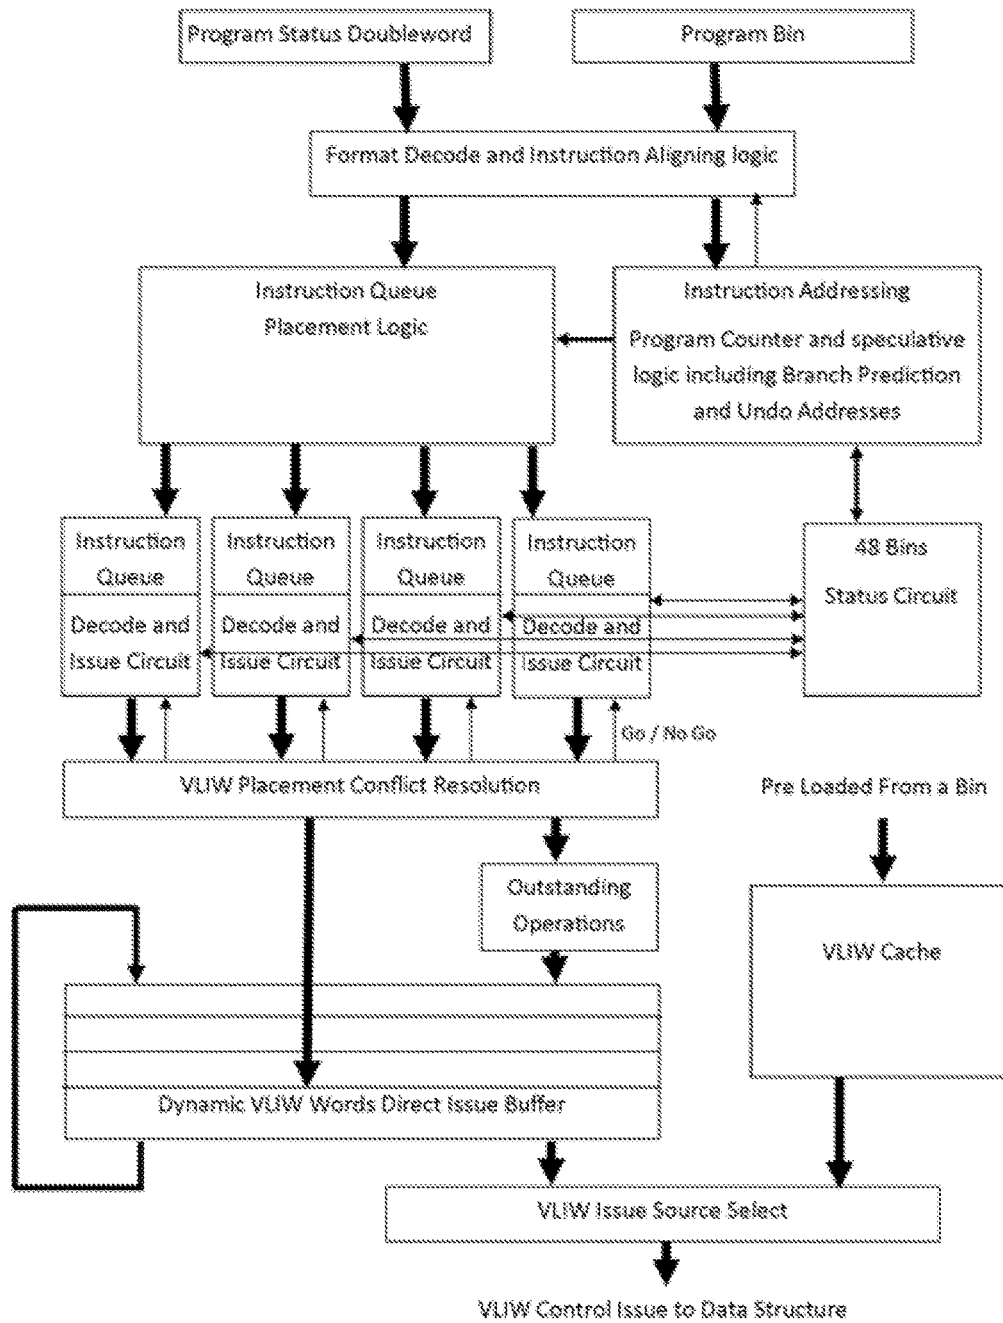 Program Status Doubleword
Program Bin
Format Decode and Instruction Aligning logic
Instruction Queue
Placement Logic
Instruction Addressing
Program Counter and speculative
logic including Branch Prediction
and Undo Addresses
Instruction
Queue
Decode and
Issue Circuit
Instruction
Queue
Decode and
Issue Circuit
Instruction
Queue
Decode and
Issue Circuit
Instruction
Queue
Decode and
Issue Circuit
48 Bins
Status Circuit
Go / No Go
VLIW Placement Conflict Resolution
Pre Loaded From a Bin
Outstanding
Operations
VLIW Cache
Dynamic VLIW Words Direct Issue Buffer
VLIW Issue Source Select
VLIW Control Issue to Data Structure